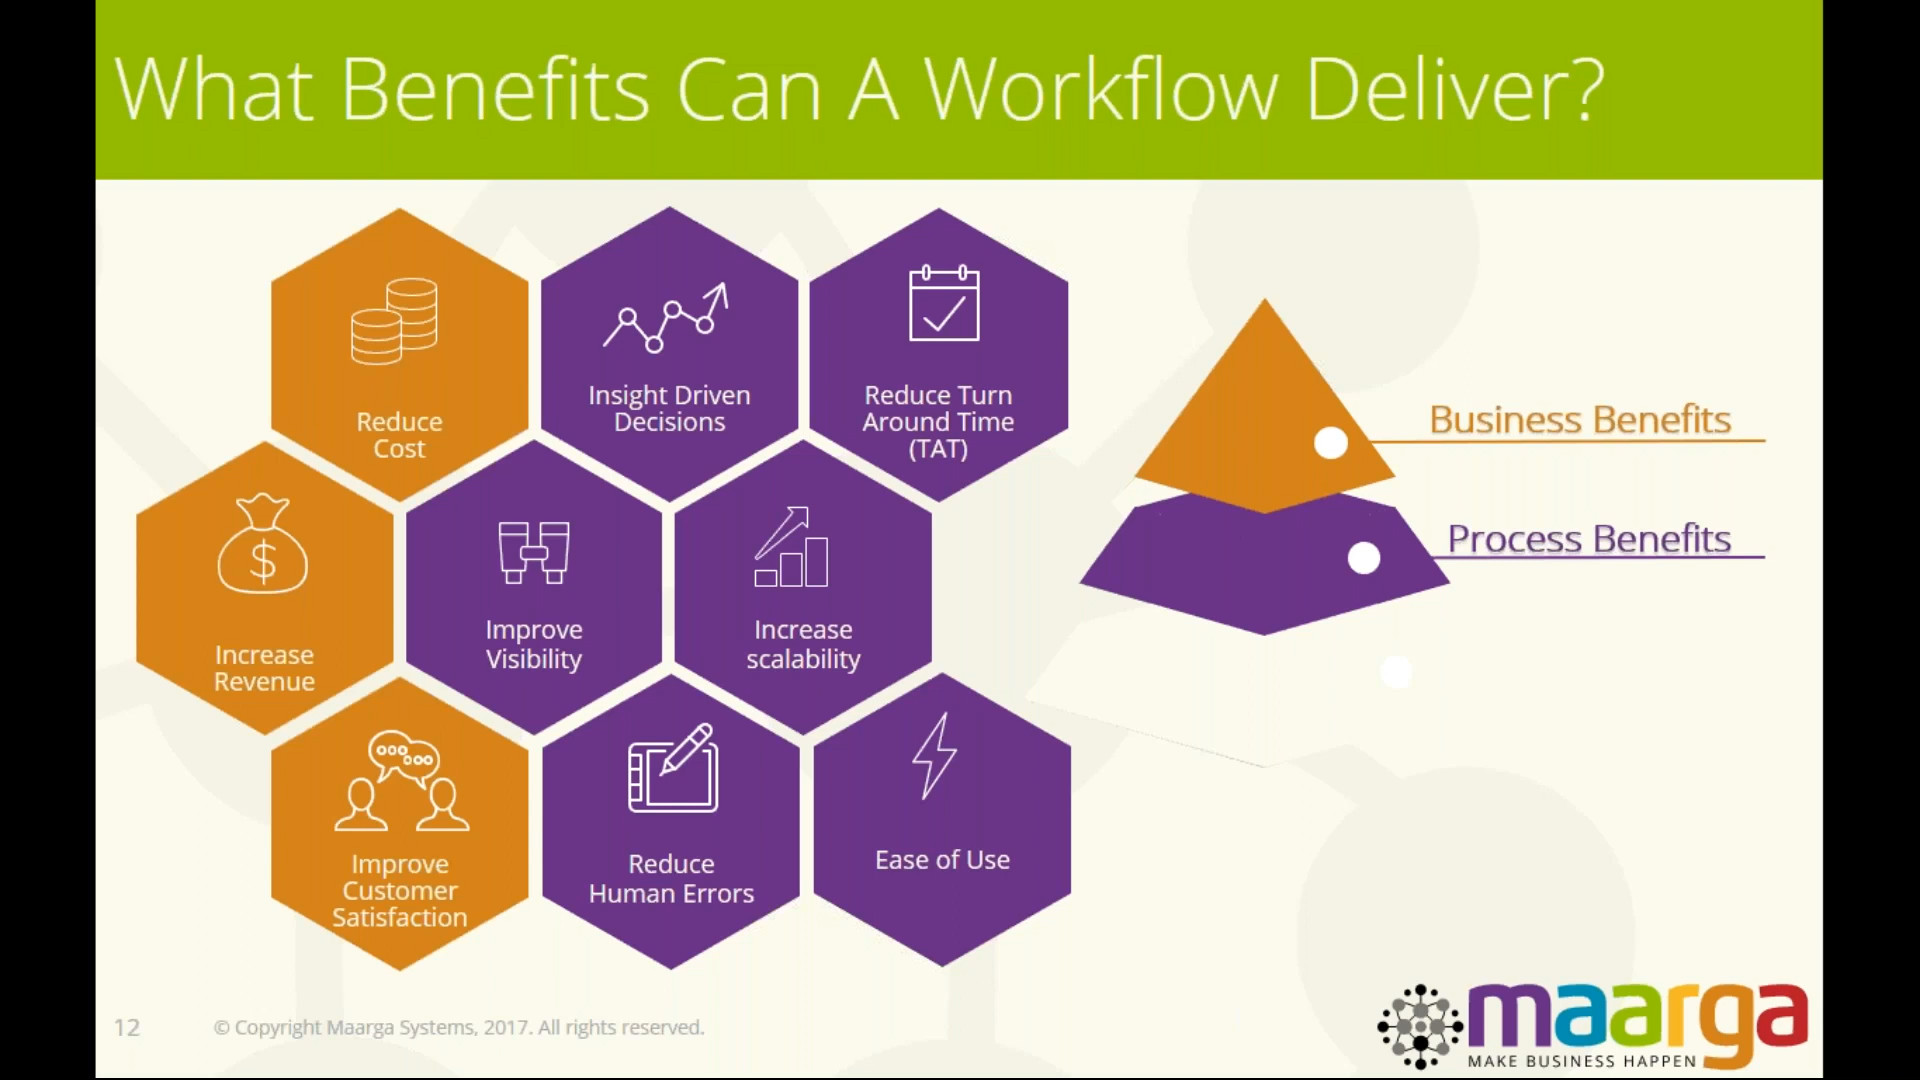 What Benefits Can A Workflow Deliver?
Reduce
Cost
Insight Driven
Decisions
Reduce Turn
Around Time
(TAT)
Increase
Revenue
Improve
Visibility
Increase
scalability
Improve
Customer
Satisfaction
Reduce
Human Errors
Ease of Use
Business Benefits
Process Benefits
12
© Copyright Maarga Systems, 2017. All rights reserved.
maarga
MAKE BUSINESS HAPPEN
$